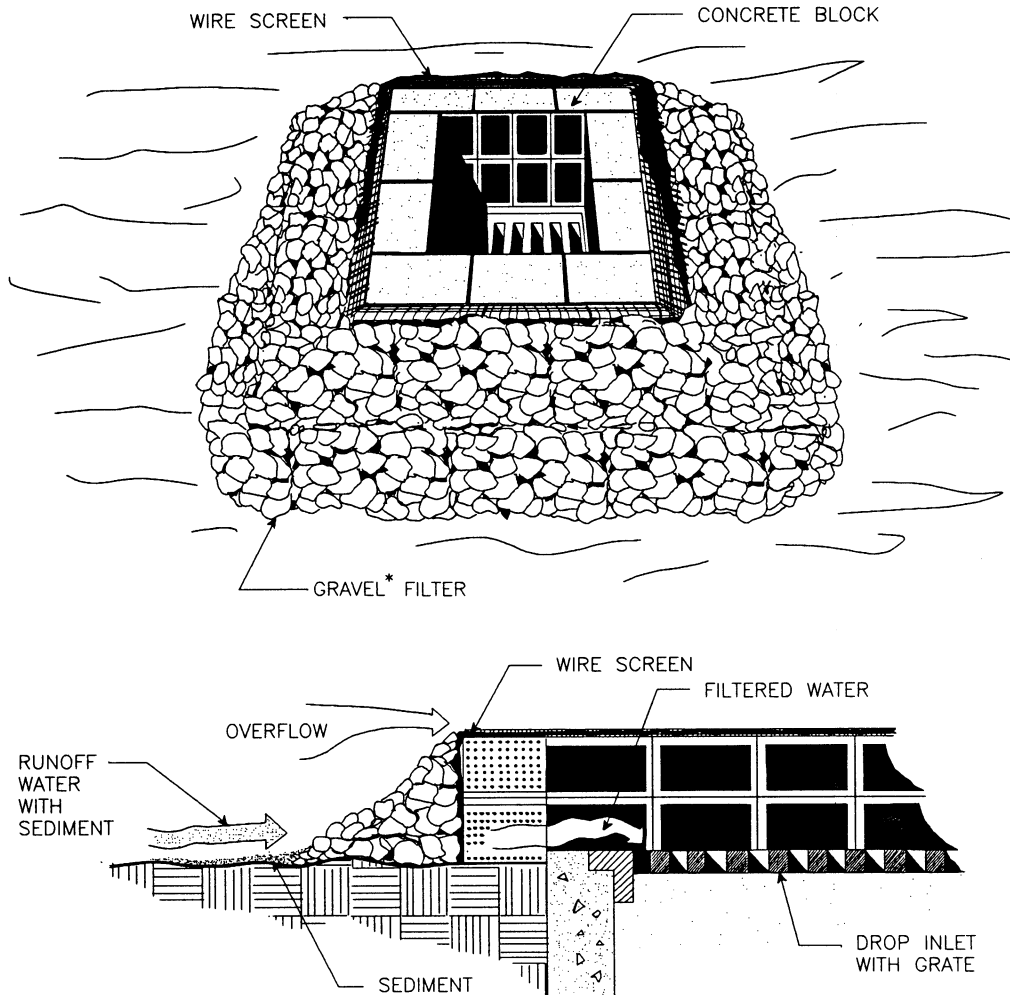 WIRE SCREEN
CONCRETE BLOCK
GRAVEL* FILTER
WIRE SCREEN
FILTERED WATER
OVERFLOW
RUNOFF
WATER
WITH
SEDIMENT
DROP INLET
WITH GRATE
SEDIMENT